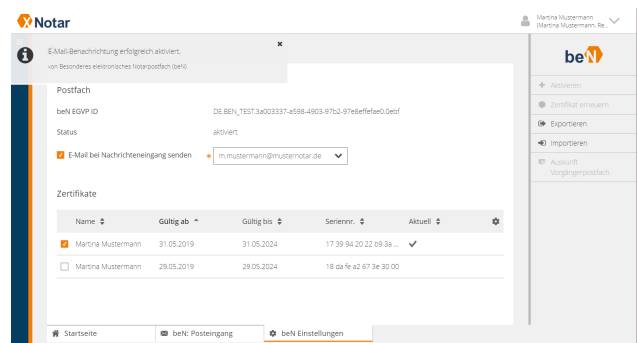 XNotar
Martina Mustermann
(Martina Mustermann, Re...
E-Mail-Benachrichtung erfolgreich aktiviert.
von Besonderes elektronisches Notarpostfach (beN)
beN
Postfach
beN EGVP ID DE.BEN_TEST.3a003337-a598-4903-97b2-97e8effefae0.0ebf
Status aktiviert
E-Mail bei Nachrichteneingang senden * m.mustermann@musternotar.de
Zertifikate
Name Gültig ab Gültig bis Seriennr. Aktuell
Martina Mustermann 31.05.2019 31.05.2024 17 39 94 20 22 b9 3a ...
Martina Mustermann 29.05.2019 29.05.2024 18 da fe a2 67 3e 30 00
Aktivieren
Zertifikat erneuern
Exportieren
Importieren
Auskunft
Vorgängerpostfach
Startseite beN: Posteingang beN Einstellungen